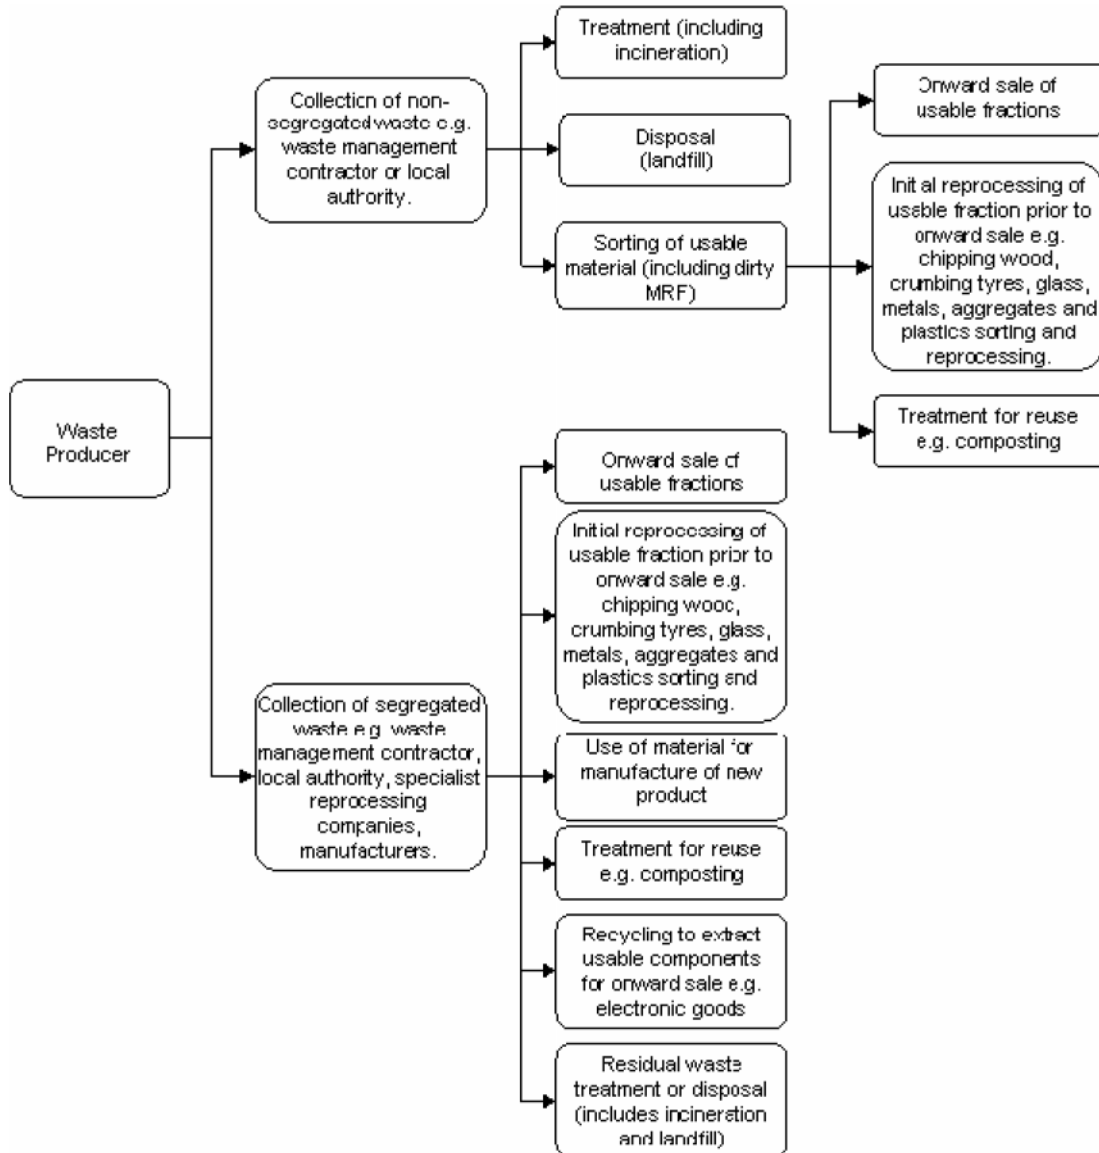 Treatment (including
incineration)
Collection of non-
segregated waste e.g.
waste management
contractor or local
authority.
Disposal
(landfill)
Sorting of usable
material (including dirty
MRF)
Onward sale of
usable fractions
Initial reprocessing of
usable fraction prior to
onward sale e.g.
chipping wood,
crumbing tyres, glass,
metals, aggregates and
plastics sorting and
reprocessing.
Treatment for reuse
e.g. composting
Waste
Producer
Onward sale of
usable fractions
Initial reprocessing of
usable fraction prior to
onward sale e.g.
chipping wood,
crumbing tyres, glass,
metals, aggregates and
plastics sorting and
reprocessing.
Collection of segregated
waste e.g. waste
management contractor,
local authority, specialist
reprocessing
companies,
manufacturers.
Use of material for
manufacture of new
product
Treatment for reuse
e.g. composting
Recycling to extract
usable components
for onward sale e.g.
electronic goods
Residual waste
treatment or disposal
(includes incineration
and landfill)